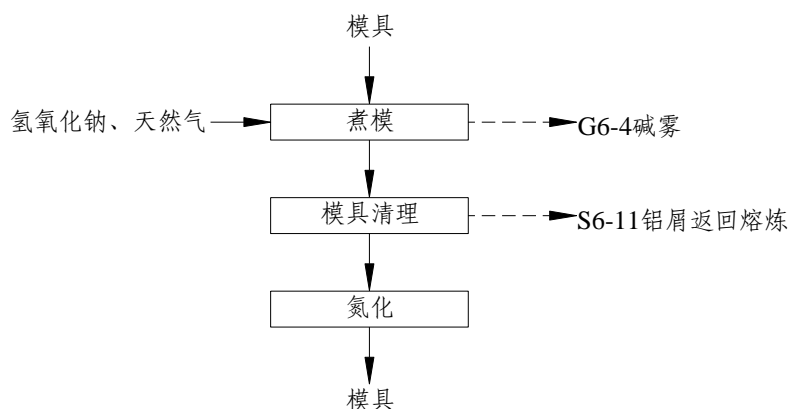 模具
氢氧化钠、天然气
煮模
G6-4碱雾
模具清理
S6-11铝屑返回熔炼
氮化
模具